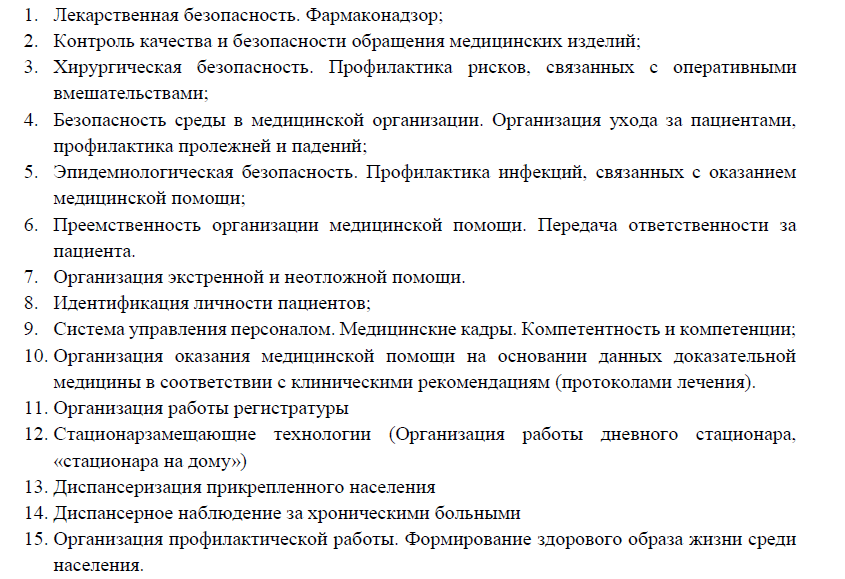 1. Лекарственная безопасность. Фармаконадзор;
2. Контроль качества и безопасности обращения медицинских изделий;
3. Хирургическая безопасность. Профилактика рисков, связанных с оперативными
вмешательствами;
4. Безопасность среды в медицинской организации. Организация ухода за пациентами,
профилактика пролежней и падений;
5. Эпидемиологическая безопасность. Профилактика инфекций, связанных с оказанием
медицинской помощи;
6. Преемственность организации медицинской помощи. Передача ответственности за
пациента.
7. Организация экстренной и неотложной помощи.
8. Идентификация личности пациентов;
9. Система управления персоналом. Медицинские кадры. Компетентность и компетенции;
10. Организация оказания медицинской помощи на основании данных доказательной
медицины в соответствии с клиническими рекомендациям (протоколами лечения).
11. Организация работы регистратуры
12. Стационарзамещающие технологии (Организация работы дневного стационара,
«стационара на дому»)
13. Диспансеризация прикрепленного населения
14. Диспансерное наблюдение за хроническими больными
15. Организация профилактической работы. Формирование здорового образа жизни среди
населения.